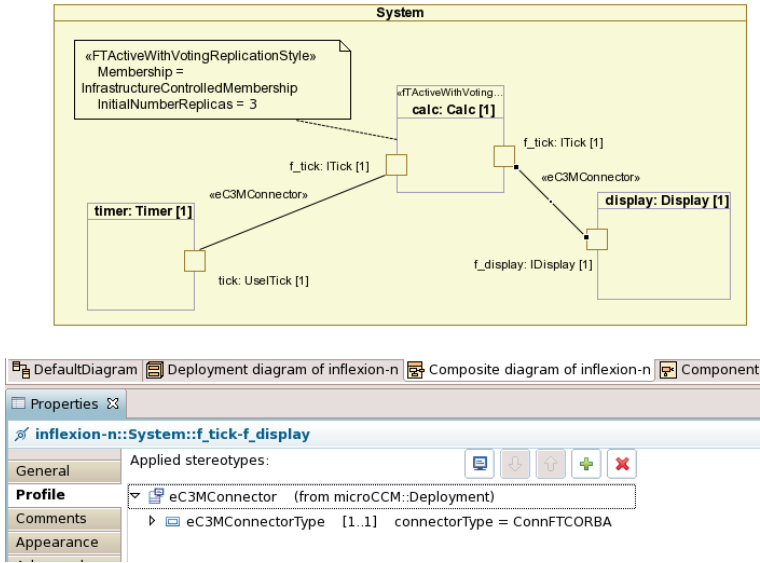 System
«FTActiveWithVotingReplicationStyle»
Membership =
InfrastructureControlledMembership
InitialNumberReplicas = 3
«fTActiveWithVoting...
calc: Calc [1]
f_tick: ITick [1]
f_tick: ITick [1]
«eC3MConnector»
«eC3MConnector»
timer: Timer [1]
display: Display [1]
tick: UseITick [1]
f_display: IDisplay [1]
DefaultDiagram Deployment diagram of inflexion-n Composite diagram of inflexion-n Component
Properties
inflexion-n::System::f_tick-f_display
General
Applied stereotypes:
Profile
eC3MConnector (from microCCM::Deployment)
Comments
eC3MConnectorType [1..1] connectorType = ConnFTCORBA
Appearance